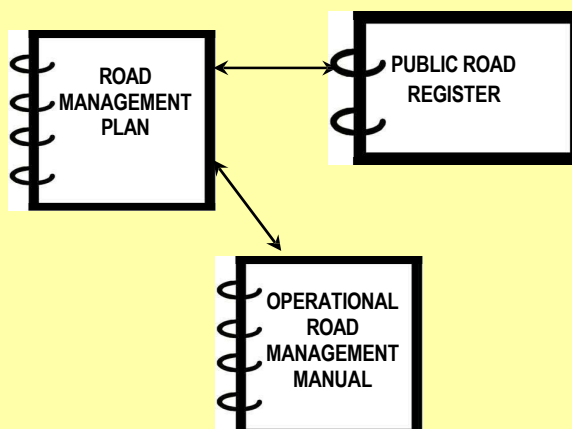 ROAD
MANAGEMENT
PLAN
PUBLIC ROAD
REGISTER
OPERATIONAL
ROAD
MANAGEMENT
MANUAL